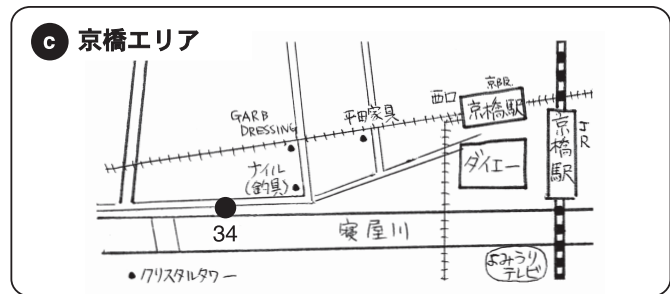 c 京橋エリア
GARB
DRESSING
平田家具
西口
京阪
京橋駅
JR
京橋駅
ダイエー
ナイル
(釣具)
34
寝屋川
よみうり
テレビ
クリスタルタワー